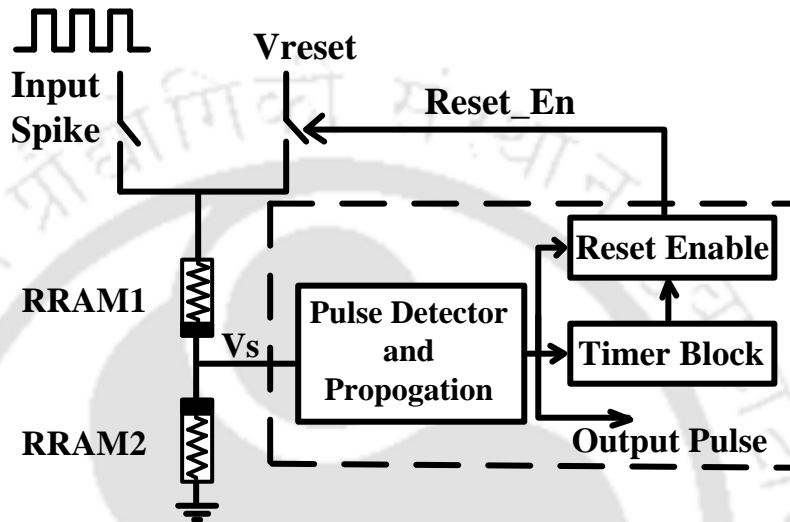 Vreset
Input
Spike
Reset_En
Reset Enable
RRAM1
Pulse Detector
and
Propogation
Vs
Timer Block
RRAM2
Output Pulse